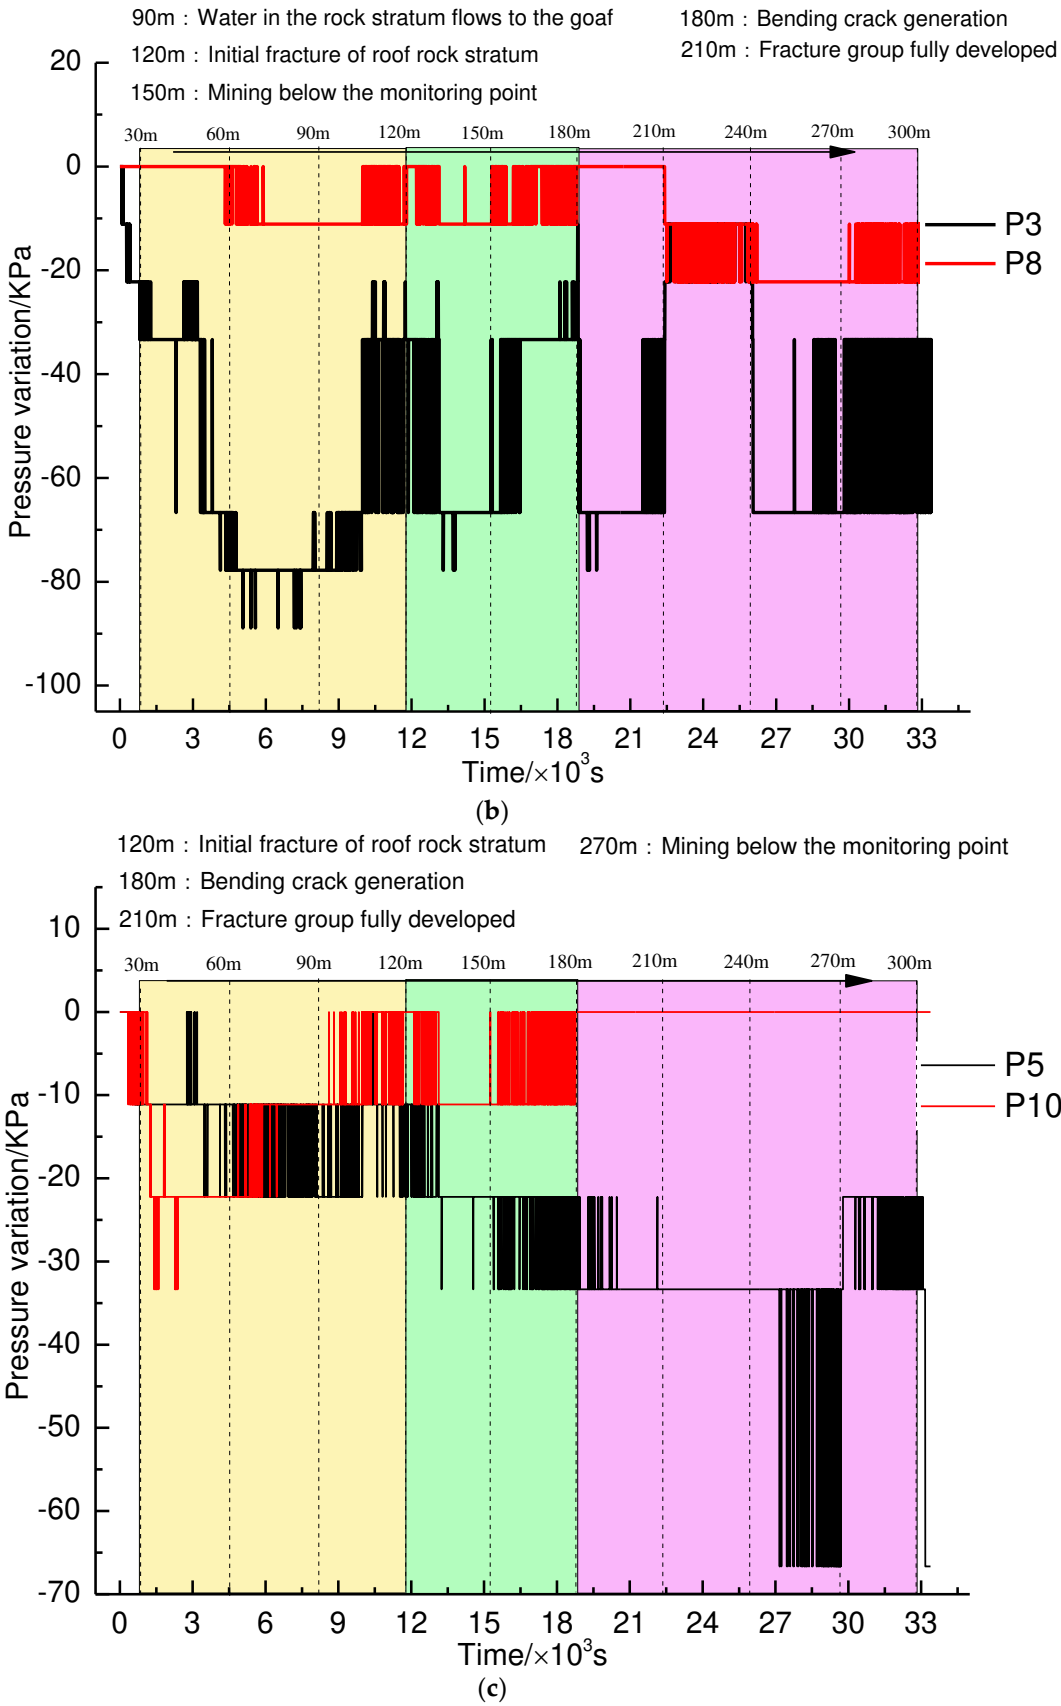 90m : Water in the rock stratum flows to the goaf
180m : Bending crack generation
120m : Initial fracture of roof rock stratum
210m : Fracture group fully developed
150m : Mining below the monitoring point
20
0
-20
-40
-60
-80
-100
Pressure variation/KPa
30m 60m 90m 120m 150m 180m 210m 240m 270m 300m
P3
P8
0 3 6 9 12 15 18 21 24 27 30 33
Time/×10³s
(b)
120m : Initial fracture of roof rock stratum
270m : Mining below the monitoring point
180m : Bending crack generation
210m : Fracture group fully developed
10
0
-10
-20
-30
-40
-50
-60
-70
Pressure variation/KPa
30m 60m 90m 120m 150m 180m 210m 240m 270m 300m
P5
P10
0 3 6 9 12 15 18 21 24 27 30 33
Time/×10³s
(c)